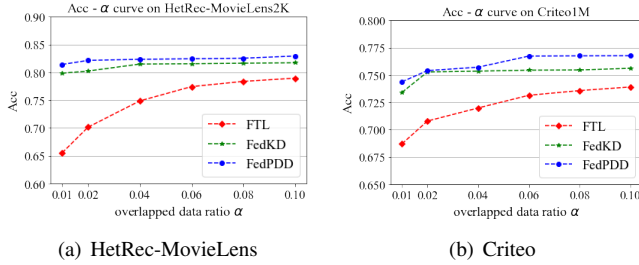 Acc - α curve on HetRec-MovieLens2K
0.90
0.85
0.80
0.75
0.70
0.65
0.60
Acc
FTL
FedKD
FedPDD
0.01 0.02 0.04 0.06 0.08 0.10
overlapped data ratio α
(a) HetRec-MovieLens
Acc - α curve on Criteo1M
0.800
0.775
0.750
0.725
0.700
0.675
0.650
Acc
FTL
FedKD
FedPDD
0.01 0.02 0.04 0.06 0.08 0.10
overlapped data ratio α
(b) Criteo